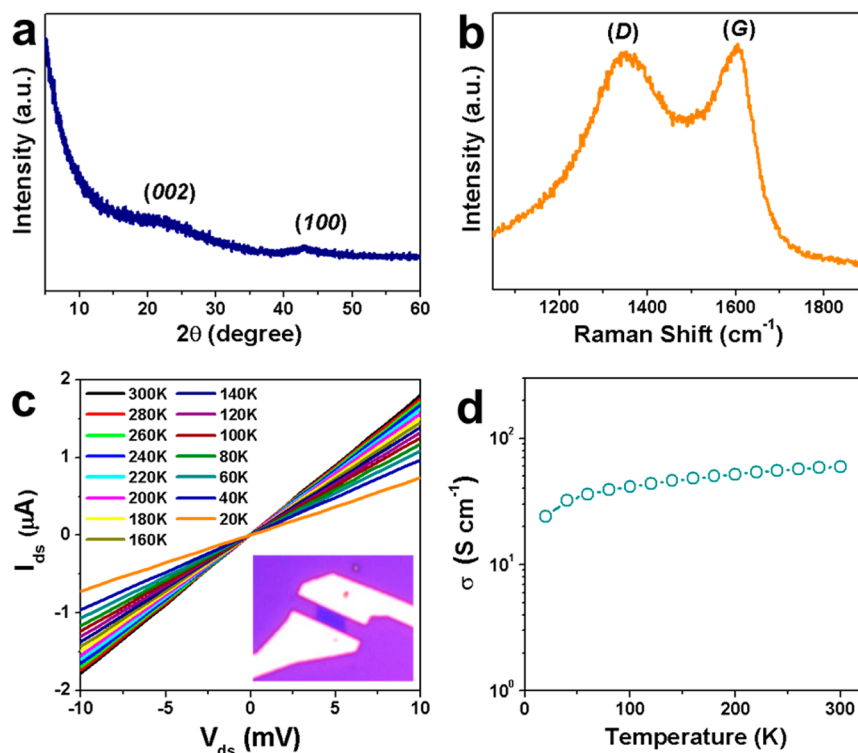 a
Intensity (a.u.)
(002)
(100)
10 20 30 40 50 60
2θ (degree)
b
Intensity (a.u.)
(D)
(G)
1200 1400 1600 1800
Raman Shift (cm⁻¹)
c
I_ds (μA)
2
1
0
-1
-2
300K 140K
280K 120K
260K 100K
240K 80K
220K 60K
200K 40K
180K 20K
160K
-10 -5 0 5 10
V_ds (mV)
d
σ (S cm⁻¹)
10²
10¹
10⁰
0 100 200 300
Temperature (K)